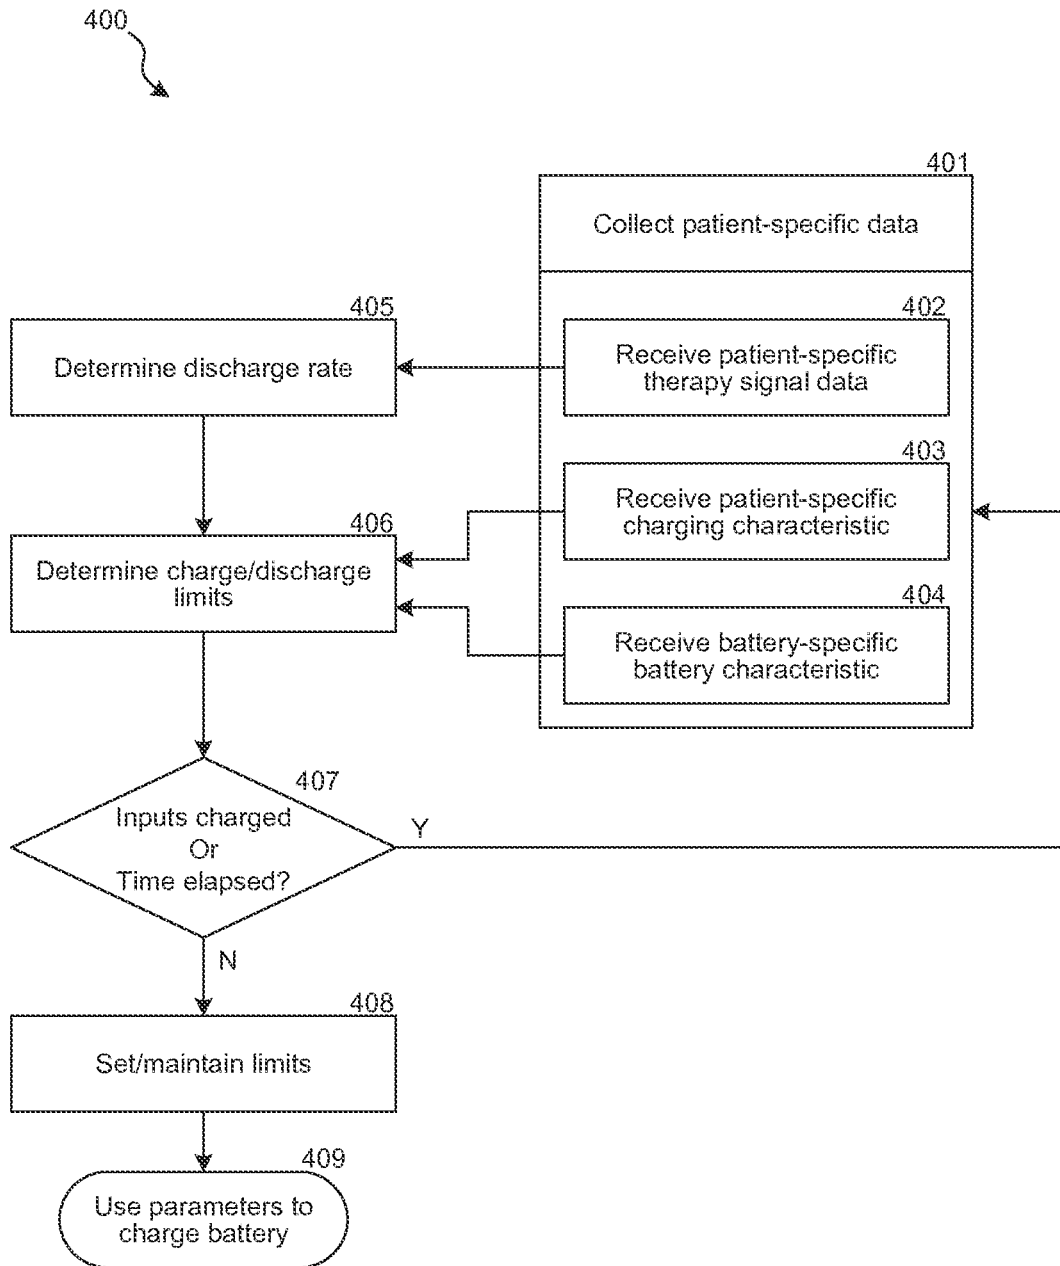 400
401
Collect patient-specific data
402
Receive patient-specific
therapy signal data
403
Receive patient-specific
charging characteristic
404
Receive battery-specific
battery characteristic
405
Determine discharge rate
406
Determine charge/discharge
limits
407
Inputs charged
Or
Time elapsed?
Y
N
408
Set/maintain limits
409
Use parameters to
charge battery